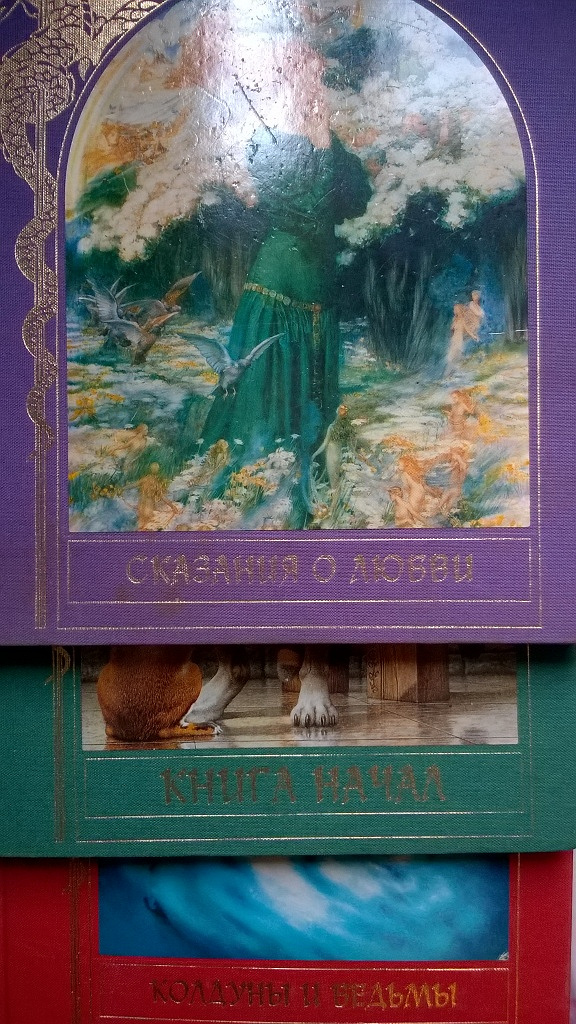 СКАЗАНИЯ О ЛЮБВИ
КНИГА НАЧАЛ
КОЛДУНЫ И ВЕДЬМЫ